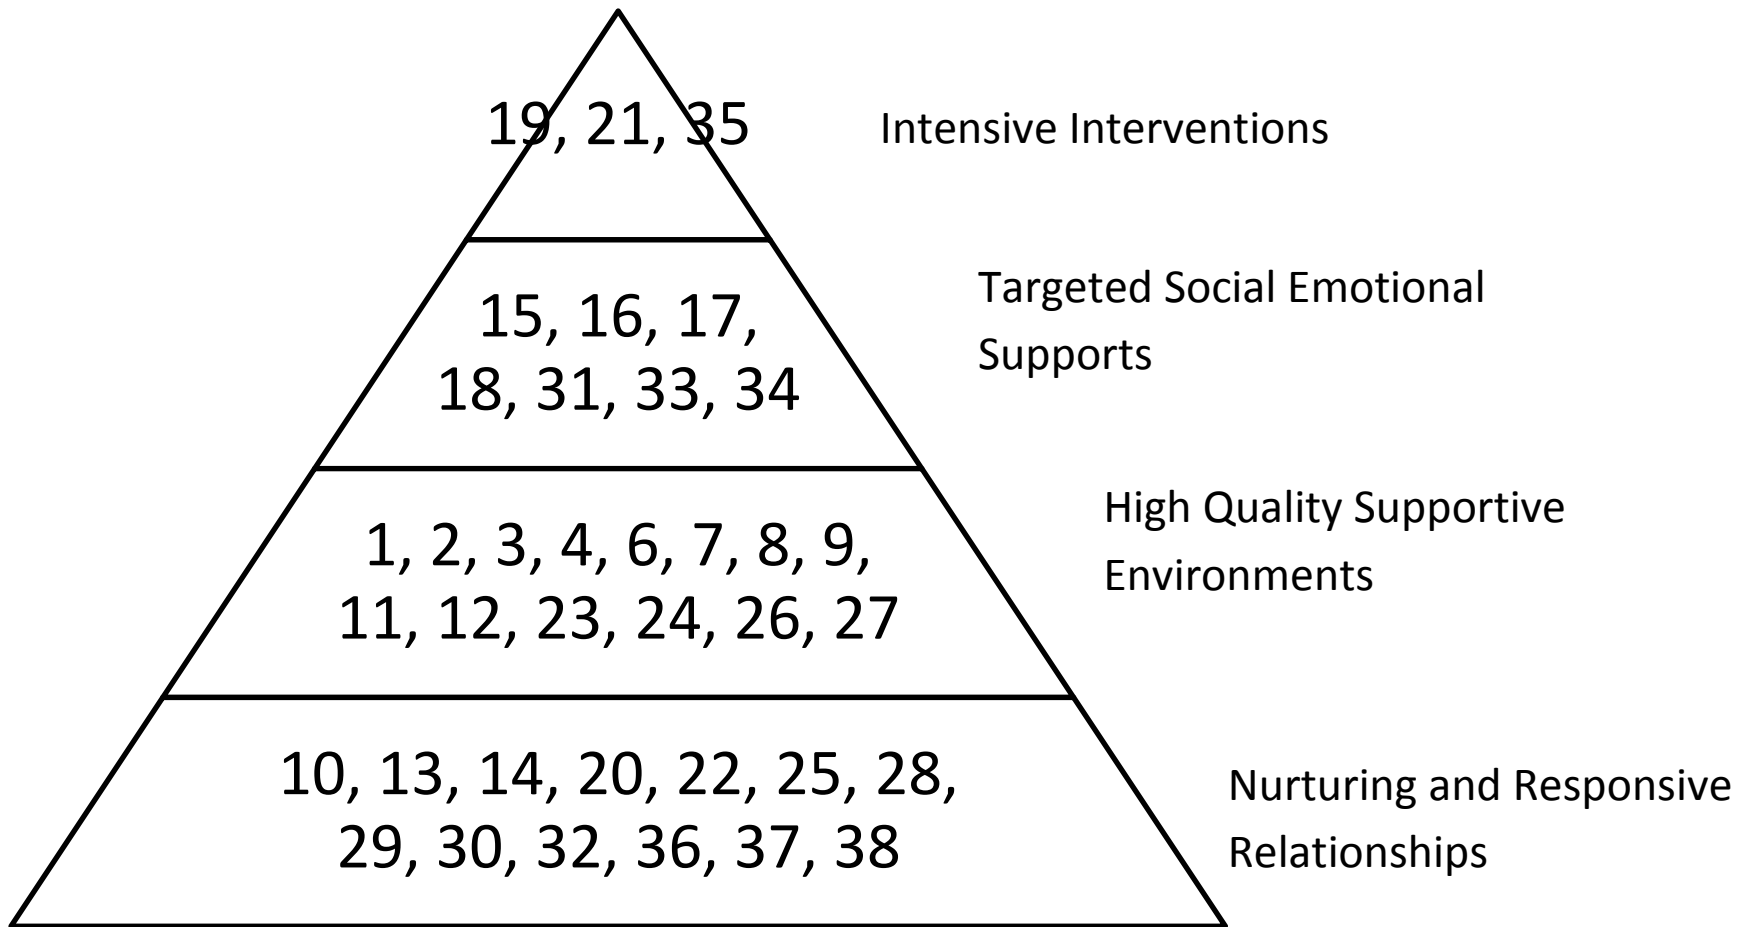 19, 21, 35
Intensive Interventions
15, 16, 17,
18, 31, 33, 34
Targeted Social Emotional
Supports
1, 2, 3, 4, 6, 7, 8, 9,
11, 12, 23, 24, 26, 27
High Quality Supportive
Environments
10, 13, 14, 20, 22, 25, 28,
29, 30, 32, 36, 37, 38
Nurturing and Responsive
Relationships